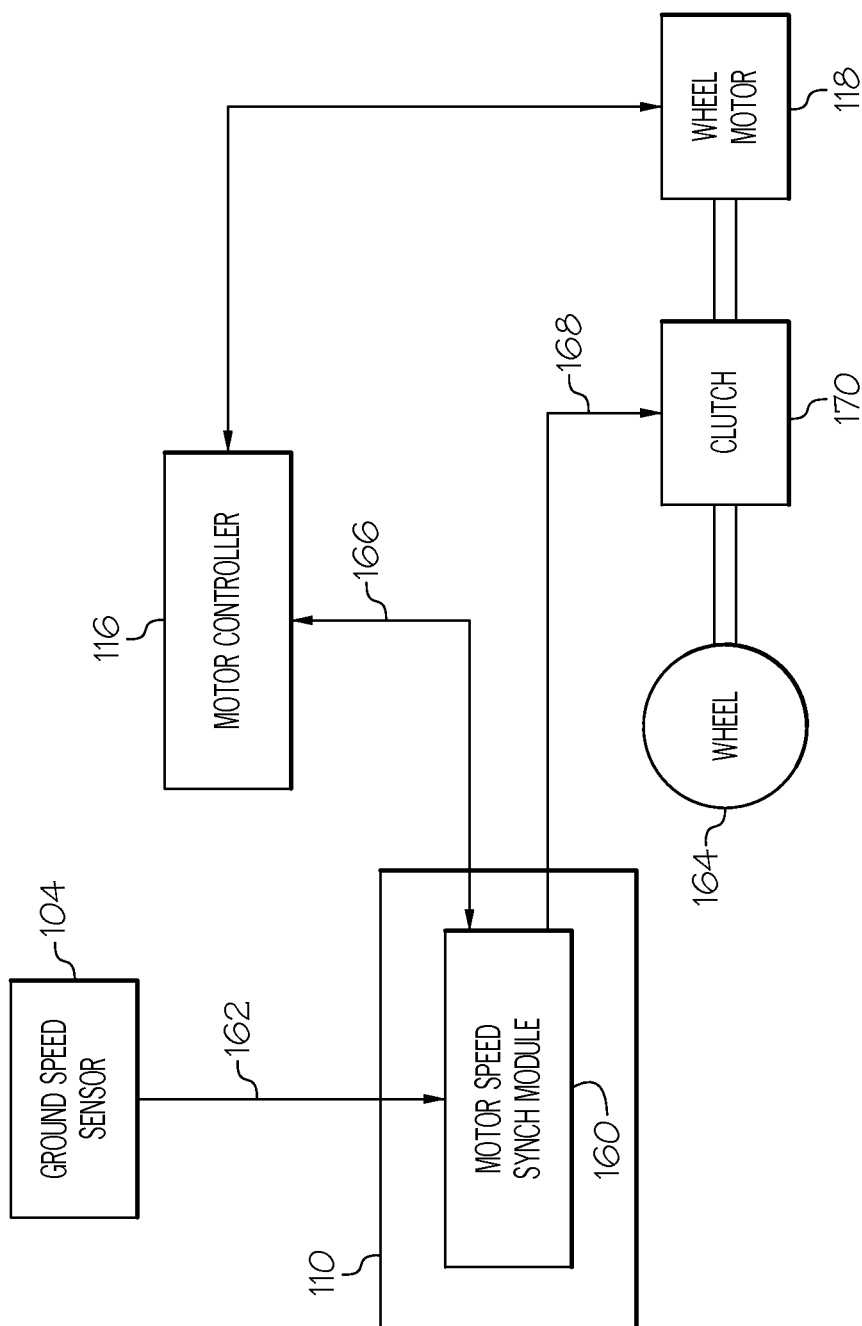 GROUND SPEED
SENSOR
104
162
110
MOTOR SPEED
SYNCH MODULE
160
116
MOTOR CONTROLLER
166
168
WHEEL
164
CLUTCH
170
WHEEL
MOTOR
118